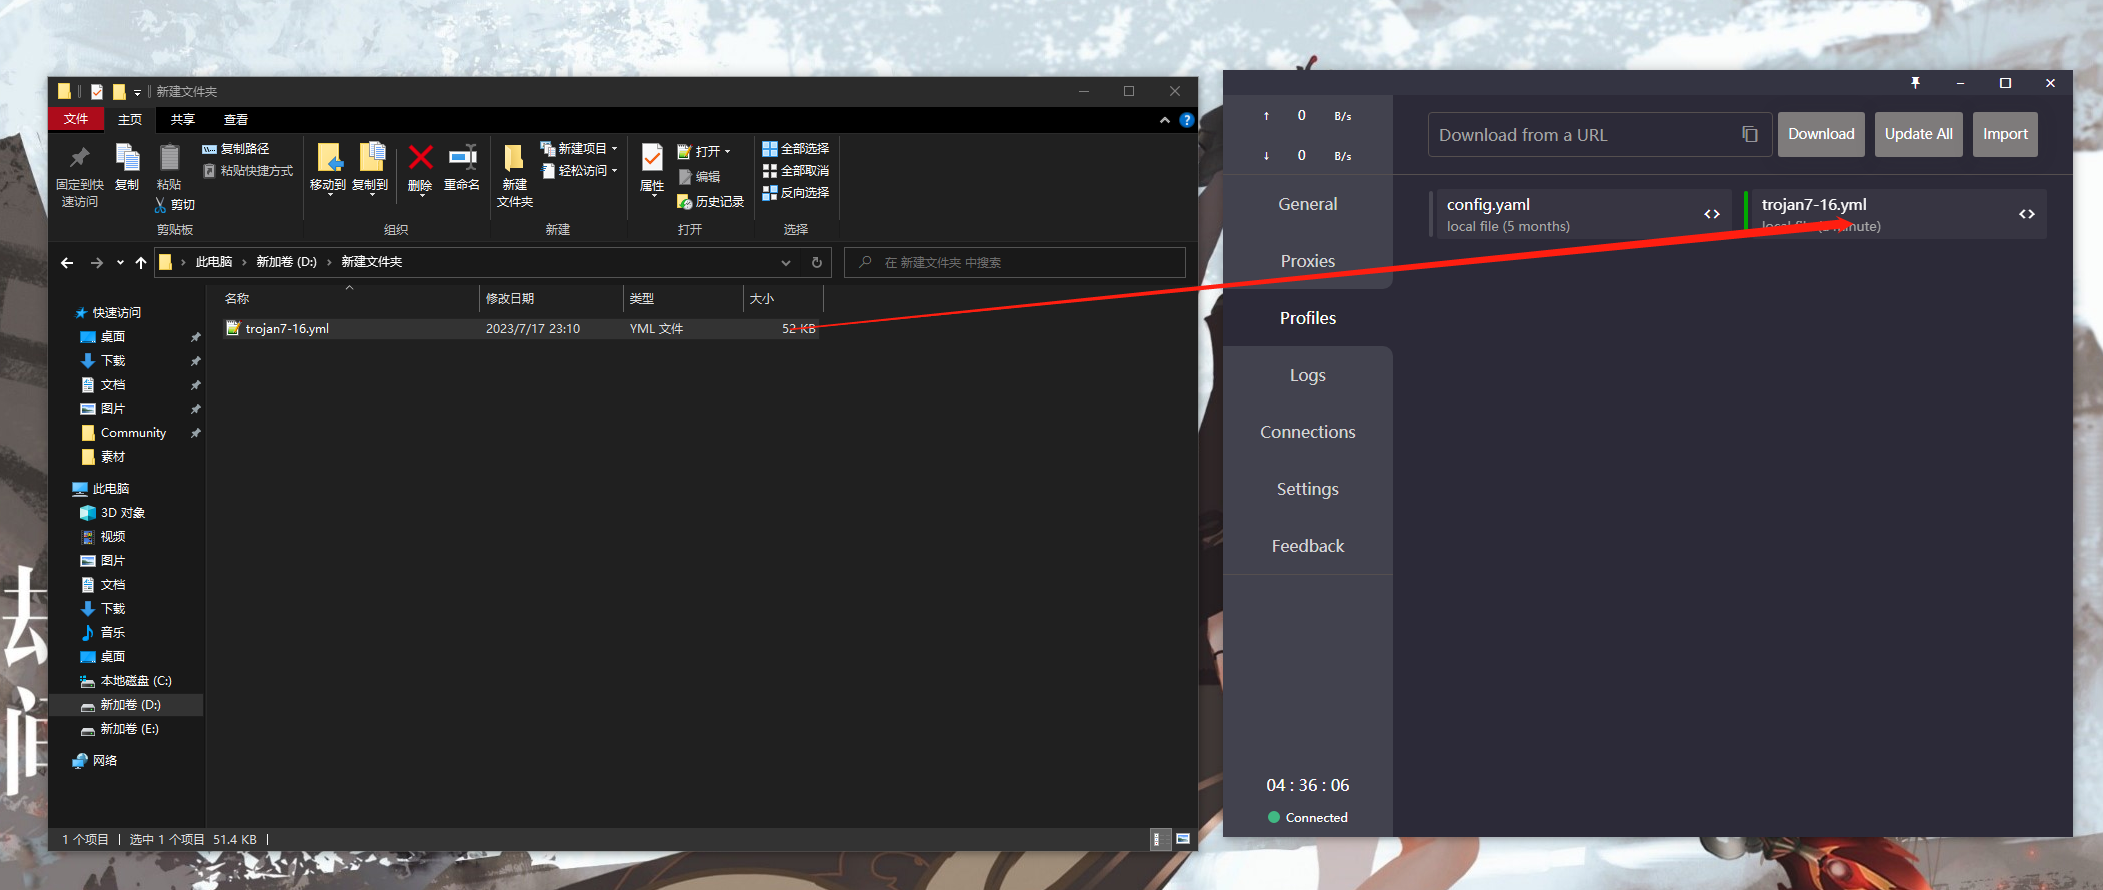 新建文件夹
文件
主页
共享
查看
固定到快
速访问
复制
粘贴
复制路径
粘贴快捷方式
剪切
剪贴板
移动到
复制到
删除
重命名
组织
新建
文件夹
新建项目
轻松访问
新建
属性
打开
编辑
历史记录
打开
全部选择
全部取消
反向选择
选择
此电脑 › 新加卷 (D:) › 新建文件夹
在 新建文件夹 中搜索
名称
修改日期
类型
大小
trojan7-16.yml
2023/7/17 23:10
YML 文件
52 KB
快速访问
桌面
下载
文档
图片
Community
素材
此电脑
3D 对象
视频
图片
文档
下载
音乐
桌面
本地磁盘 (C:)
新加卷 (D:)
新加卷 (E:)
网络
1 个项目
选中 1 个项目 51.4 KB
↑ 0 B/s
↓ 0 B/s
General
Proxies
Profiles
Logs
Connections
Settings
Feedback
04 : 36 : 06
Connected
Download from a URL
Download
Update All
Import
config.yaml
local file (5 months)
<>
trojan7-16.yml
local file (minute)
<>
间